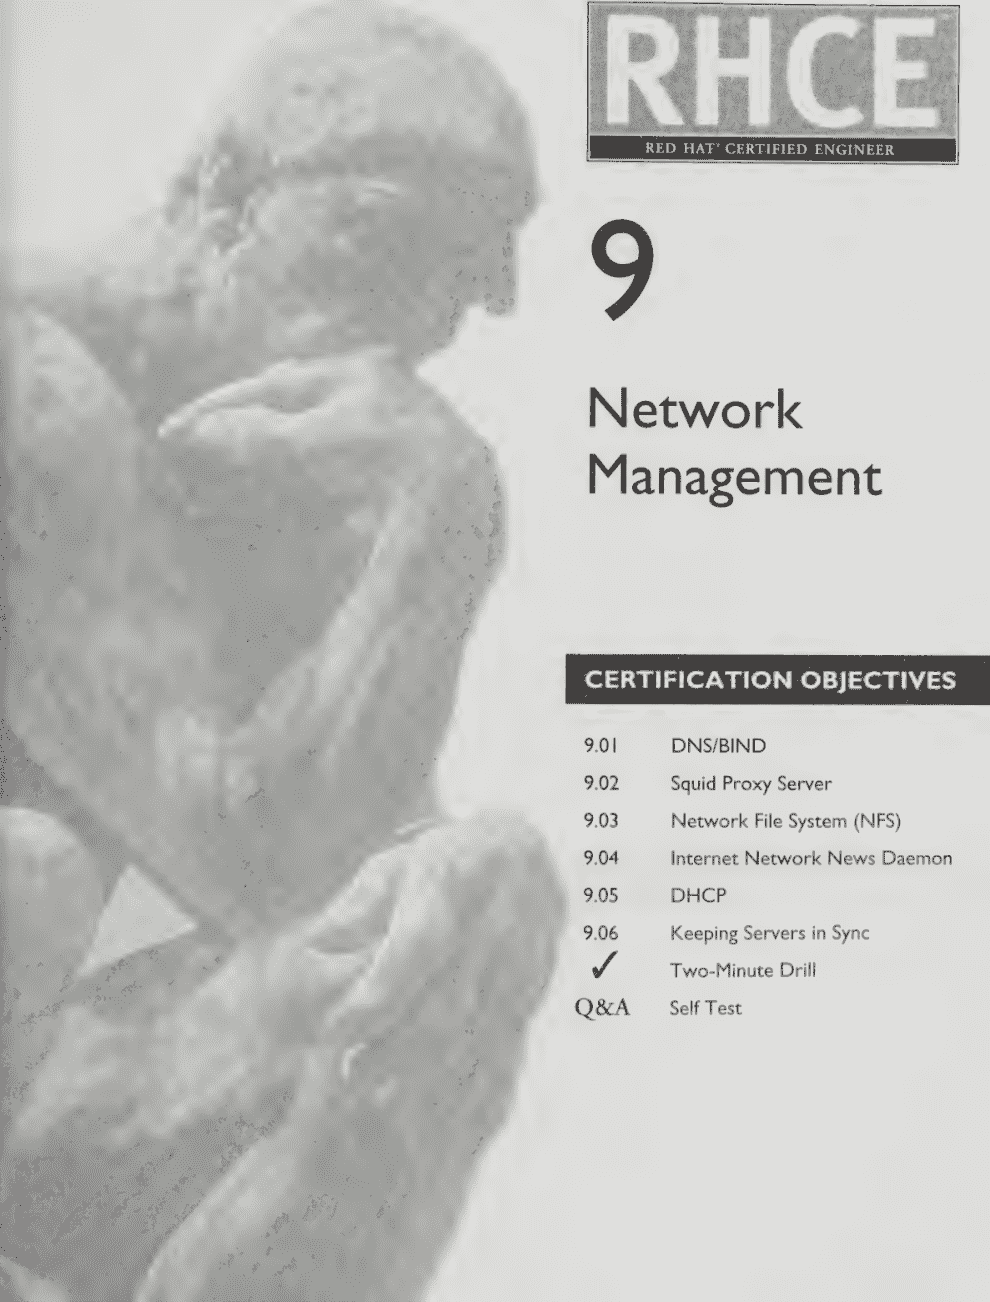 RHCE
RED HAT® CERTIFIED ENGINEER
9
Network
Management
CERTIFICATION OBJECTIVES
9.01 DNS/BIND
9.02 Squid Proxy Server
9.03 Network File System (NFS)
9.04 Internet Network News Daemon
9.05 DHCP
9.06 Keeping Servers in Sync
✓ Two-Minute Drill
Q&A Self Test